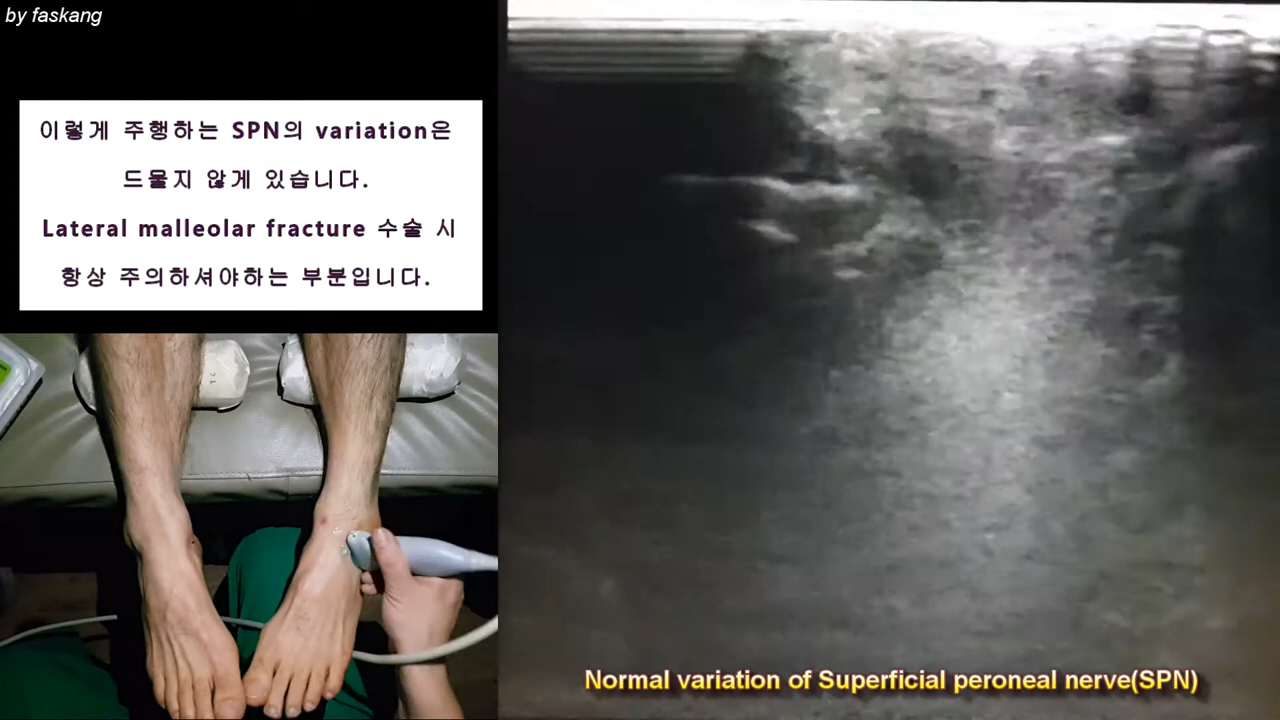 by faskang
이렇게 주행하는 SPN의 variation은
드물지 않게 있습니다.
Lateral malleolar fracture 수술 시
항상 주의하셔야하는 부분입니다.
Normal variation of Superficial peroneal nerve(SPN)